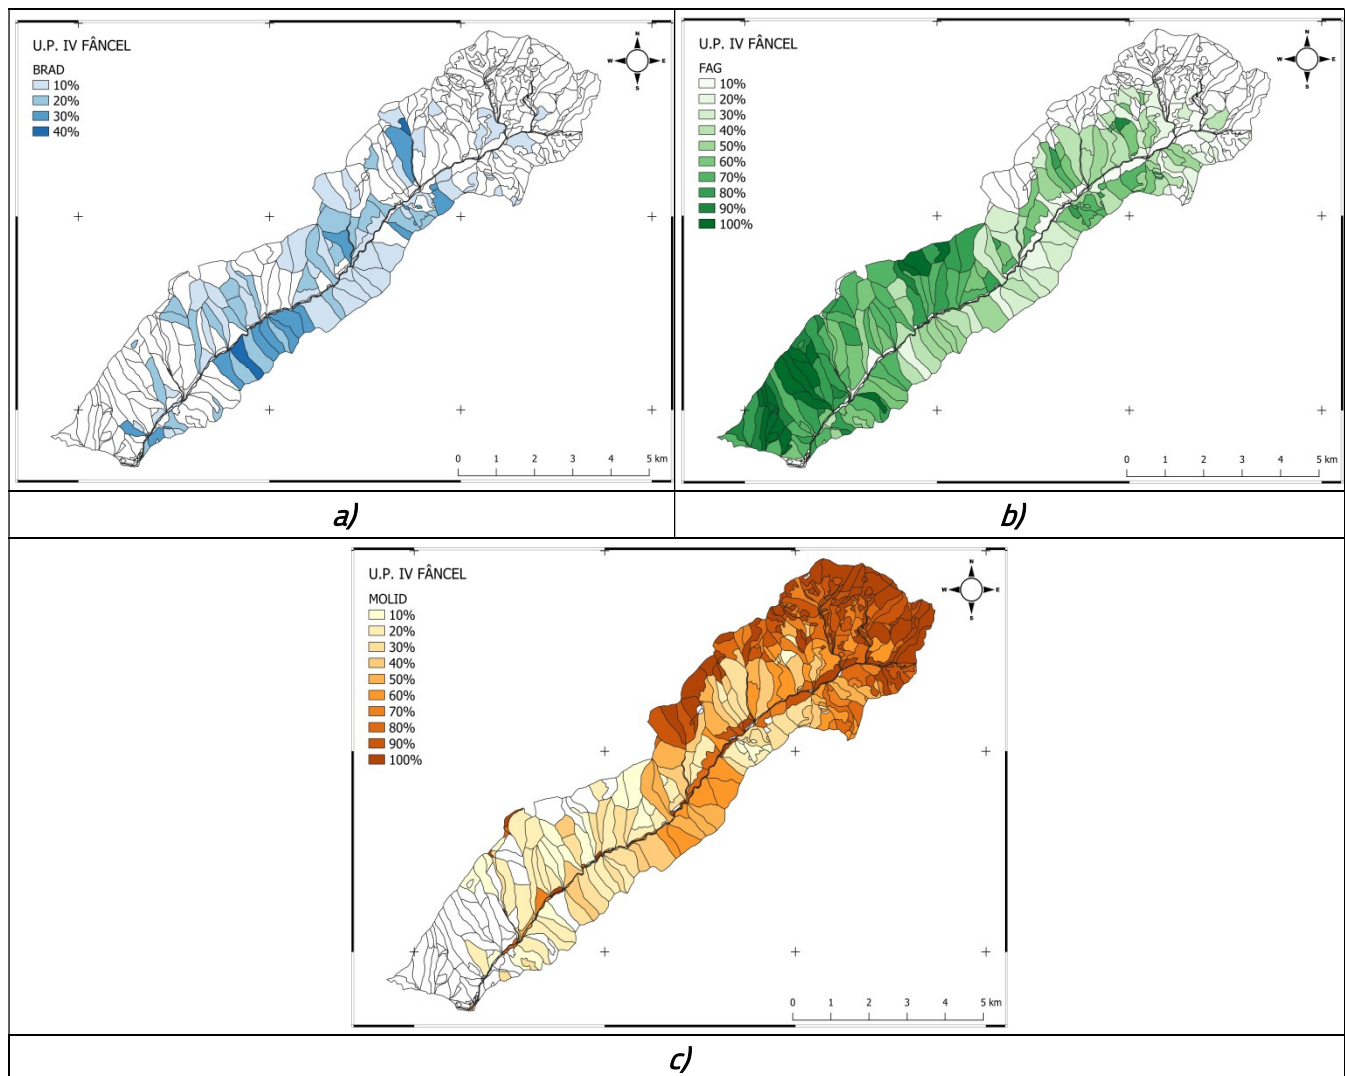 U.P. IV FÂNCEL
BRAD
10%
20%
30%
40%
N
W E
S
0 1 2 3 4 5 km
a)
U.P. IV FÂNCEL
FAG
10%
20%
30%
40%
50%
60%
70%
80%
90%
100%
N
W E
S
0 1 2 3 4 5 km
b)
U.P. IV FÂNCEL
MOLID
10%
20%
30%
40%
50%
60%
70%
80%
90%
100%
N
W E
S
0 1 2 3 4 5 km
c)